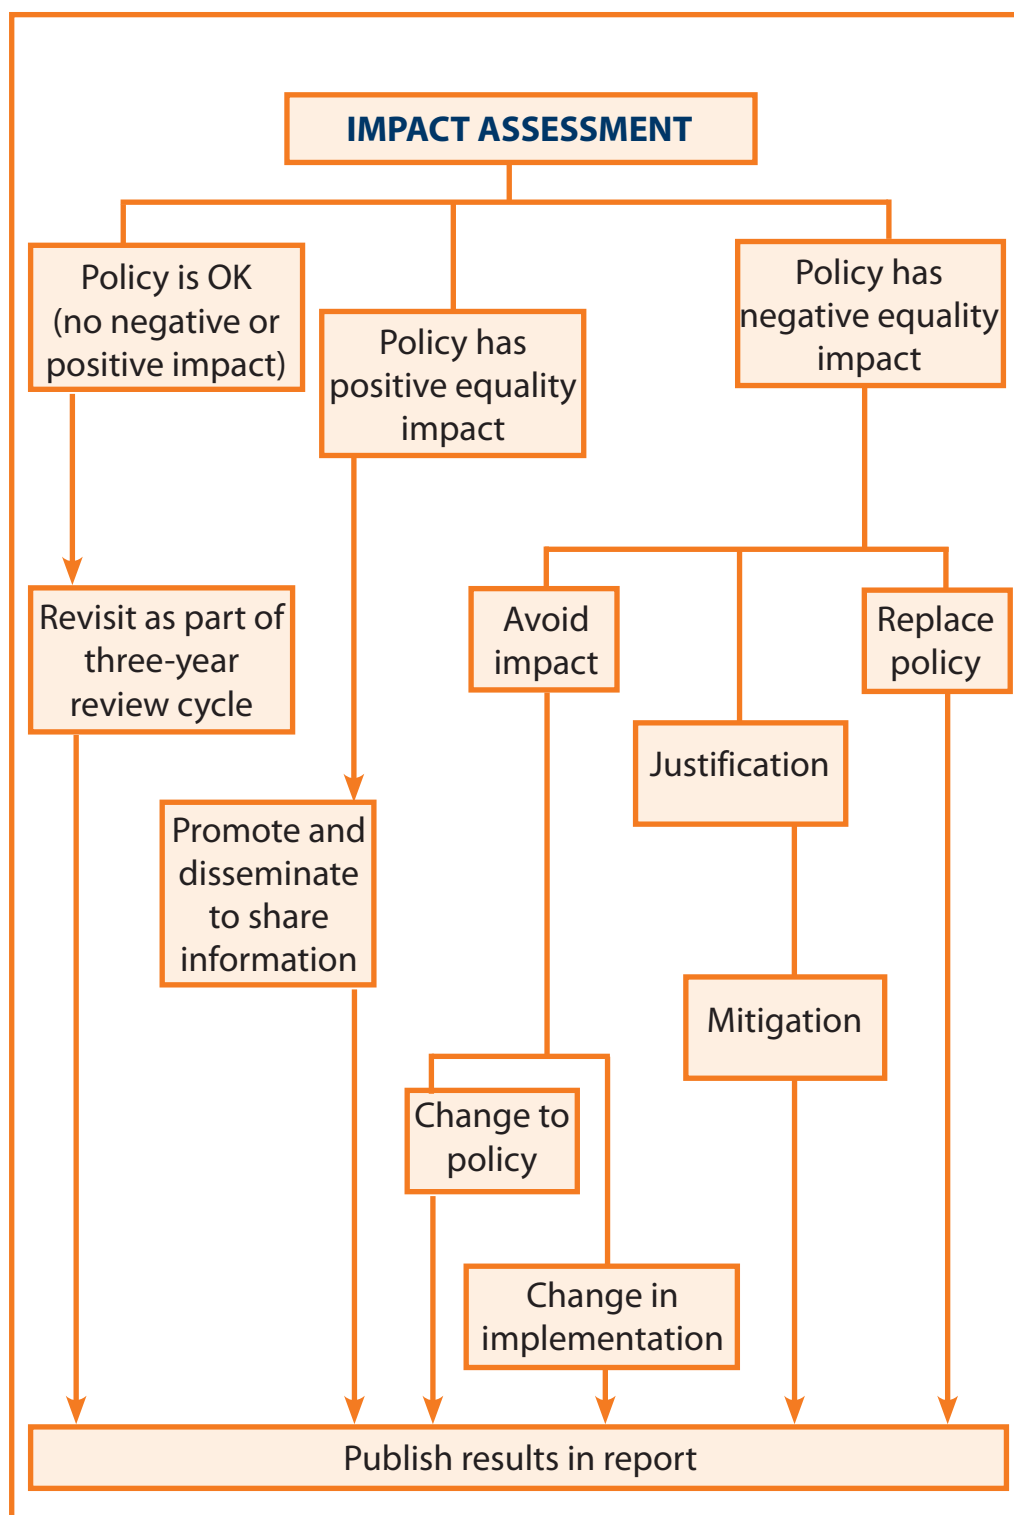 IMPACT ASSESSMENT
Policy is OK
(no negative or
positive impact)
Policy has
positive equality
impact
Policy has
negative equality
impact
Revisit as part of
three-year
review cycle
Avoid
impact
Replace
policy
Justification
Promote and
disseminate
to share
information
Mitigation
Change to
policy
Change in
implementation
Publish results in report